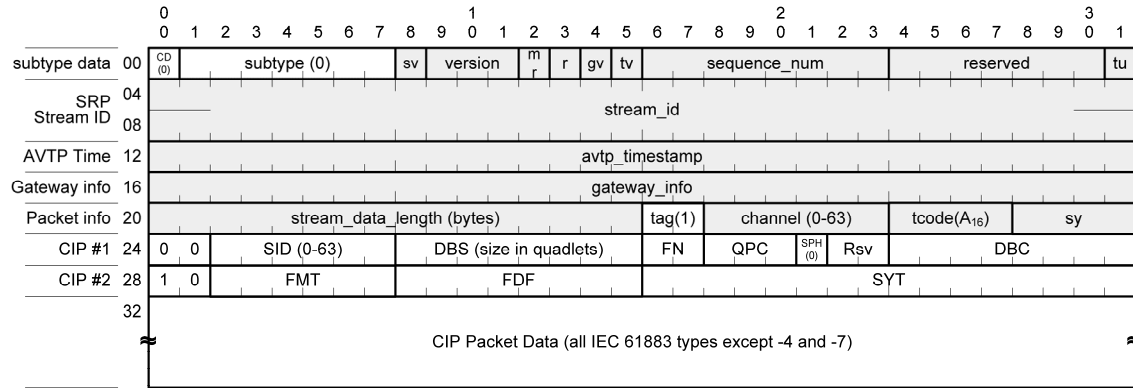 0 1 2 3
0 1 2 3 4 5 6 7 8 9 0 1 2 3 4 5 6 7 8 9 0 1 2 3 4 5 6 7 8 9 0 1
subtype data 00 CD (0) subtype (0) sv version mr r gv tv sequence_num reserved tu
04
SRP
Stream ID stream_id
08
AVTP Time 12 avtp_timestamp
Gateway info 16 gateway_info
Packet info 20 stream_data_length (bytes) tag(1) channel (0-63) tcode(A16) sy
CIP #1 24 0 0 SID (0-63) DBS (size in quadlets) FN QPC SPH (0) Rsv DBC
CIP #2 28 1 0 FMT FDF SYT
32
CIP Packet Data (all IEC 61883 types except -4 and -7)